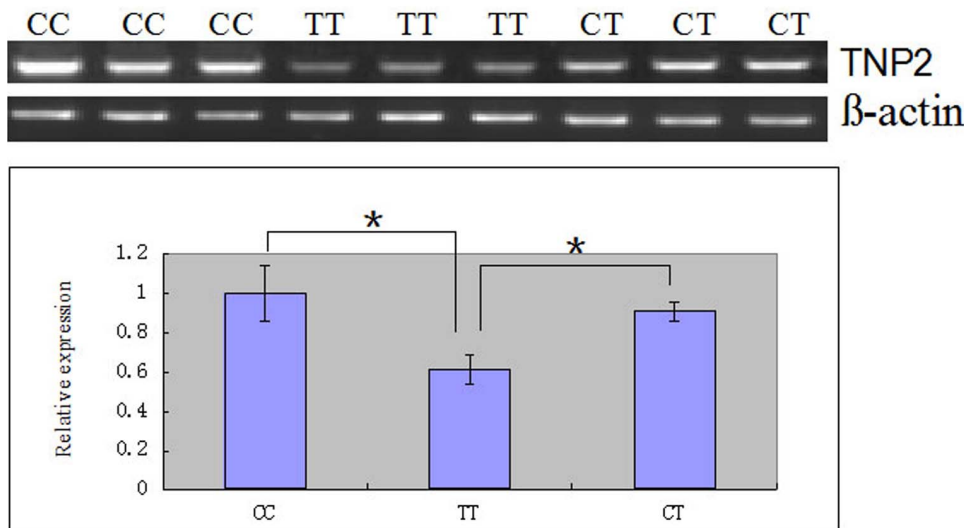 CC CC CC TT TT TT CT CT CT
TNP2
ß-actin
* *
1.2
1
0.8
0.6
0.4
0.2
0
Relative expression
CC TT CT